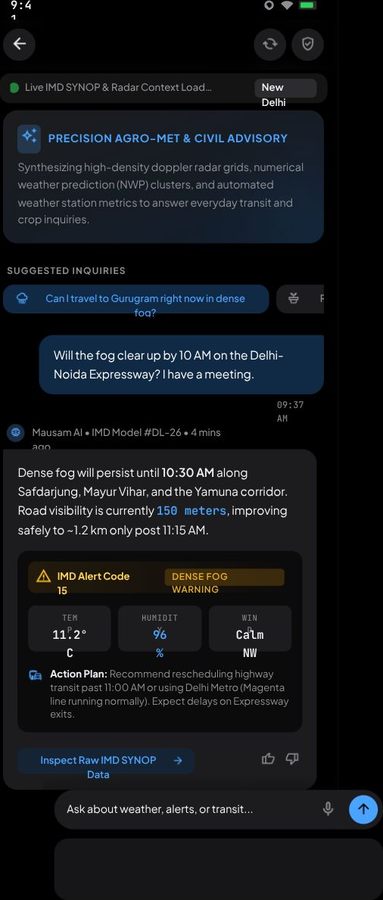 9:4
1
Live IMD SYNOP & Radar Context Load...
New
Delhi
PRECISION AGRO-MET & CIVIL ADVISORY
Synthesizing high-density doppler radar grids, numerical
weather prediction (NWP) clusters, and automated
weather station metrics to answer everyday transit and
crop inquiries.
SUGGESTED INQUIRIES
Can I travel to Gurugram right now in dense
fog?
Will the fog clear up by 10 AM on the Delhi-
Noida Expressway? I have a meeting.
09:37
AM
Mausam AI • IMD Model #DL-26 • 4 mins
ago
Dense fog will persist until 10:30 AM along
Safdarjung, Mayur Vihar, and the Yamuna corridor.
Road visibility is currently 150 meters, improving
safely to ~1.2 km only post 11:15 AM.
IMD Alert Code
15
DENSE FOG
WARNING
TEM
P
11.2°
C
HUMIDIT
Y
96
%
WIN
D
Calm
NW
Action Plan: Recommend rescheduling highway
transit past 11:00 AM or using Delhi Metro (Magenta
line running normally). Expect delays on Expressway
exits.
Inspect Raw IMD SYNOP
Data
Ask about weather, alerts, or transit...